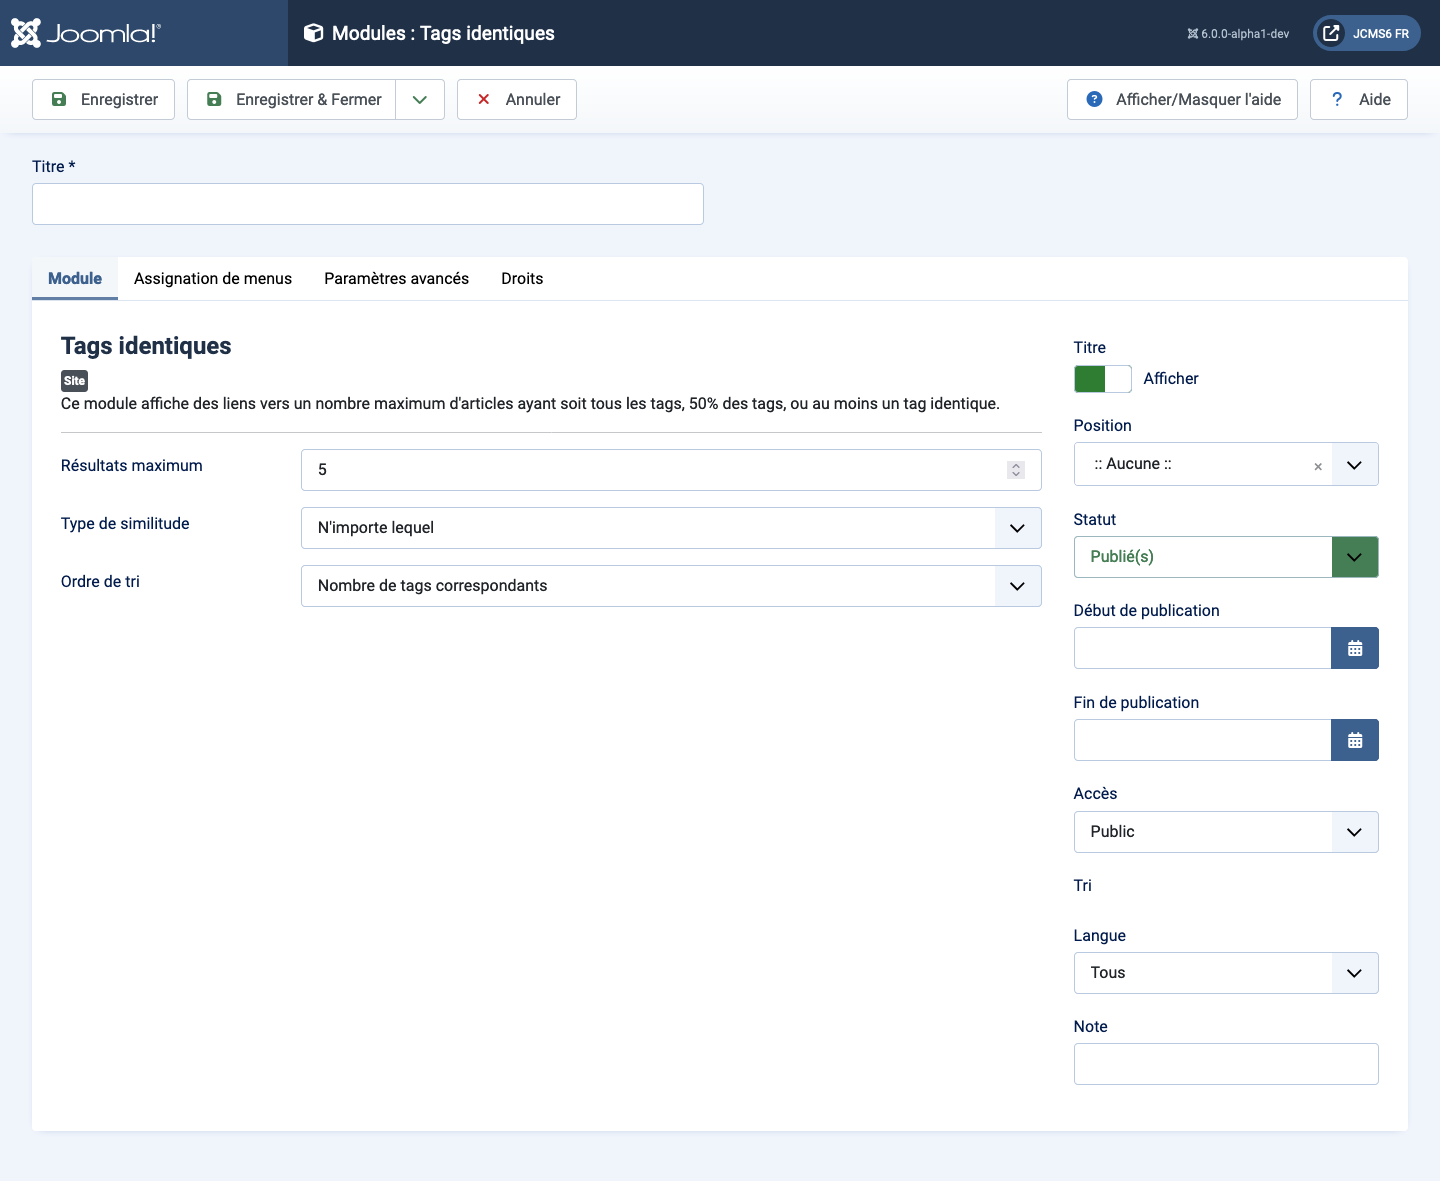 Joomla!®
Modules : Tags identiques
6.0.0-alpha1-dev
JCMS6 FR
Enregistrer
Enregistrer & Fermer
Annuler
? Afficher/Masquer l'aide
? Aide
Titre *
Module
Assignation de menus
Paramètres avancés
Droits
Tags identiques
Site
Ce module affiche des liens vers un nombre maximum d'articles ayant soit tous les tags, 50% des tags, ou au moins un tag identique.
Résultats maximum
5
Type de similitude
N'importe lequel
Ordre de tri
Nombre de tags correspondants
Titre
Afficher
Position
:: Aucune ::
×
Statut
Publié(s)
Début de publication
Fin de publication
Accès
Public
Tri
Langue
Tous
Note